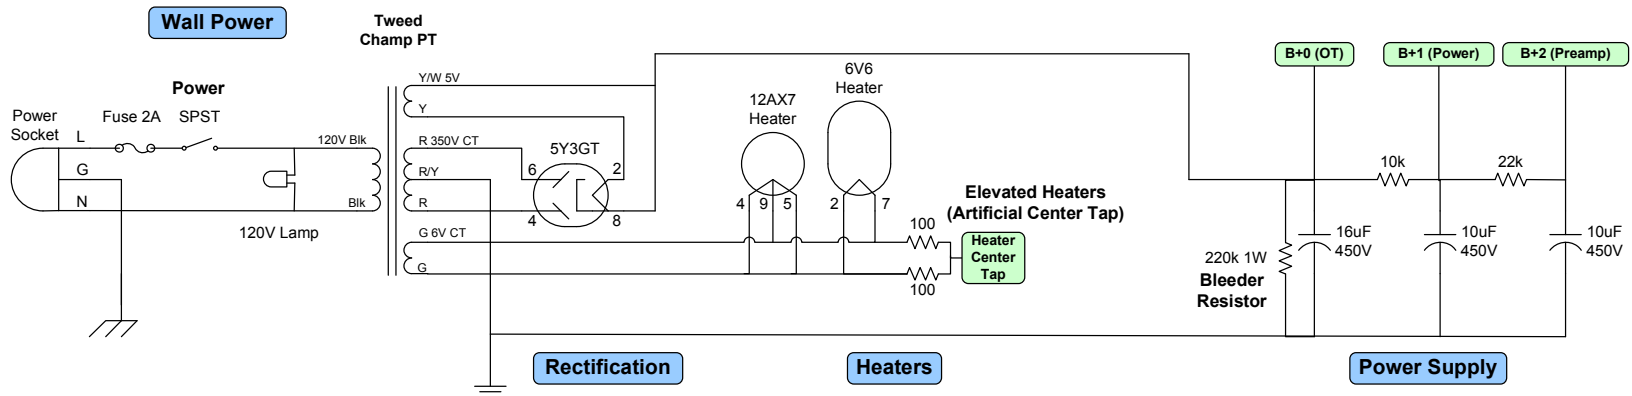 Wall Power
Tweed
Champ PT
Power
Socket
L
G
N
Fuse 2A
Power
SPST
120V Lamp
120V Blk
Blk
Y/W 5V
Y
R 350V CT
R/Y
R
G 6V CT
G
5Y3GT
6
2
4
8
12AX7
Heater
4
9
5
6V6
Heater
2
7
Elevated Heaters
(Artificial Center Tap)
100
100
Heater
Center
Tap
B+0 (OT)
B+1 (Power)
B+2 (Preamp)
10k
22k
220k 1W
Bleeder
Resistor
16uF
450V
10uF
450V
10uF
450V
Rectification
Heaters
Power Supply